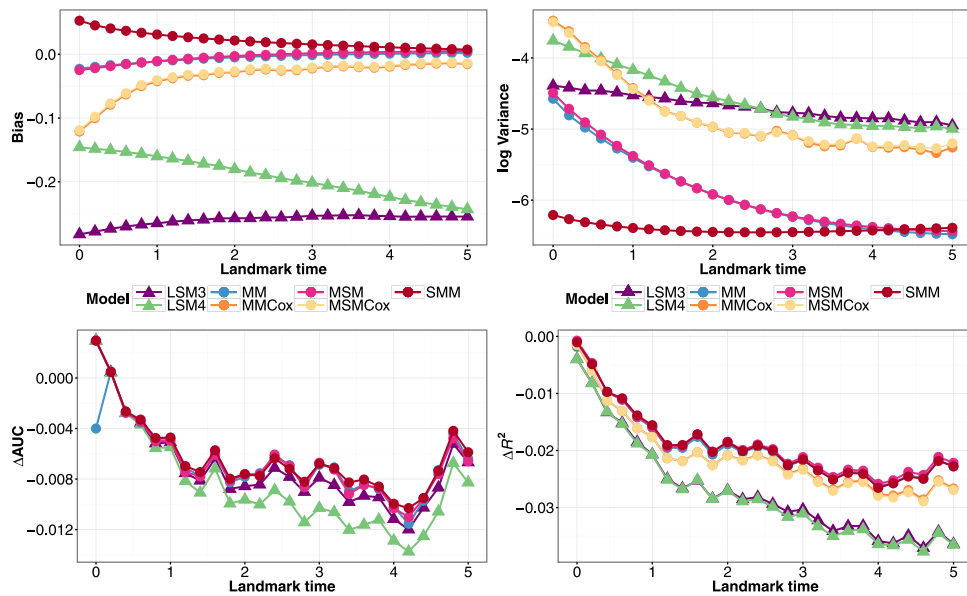 0.0
−0.1
−0.2
Bias
0 1 2 3 4 5
Landmark time
−4
−5
−6
log Variance
0 1 2 3 4 5
Landmark time
Model LSM3 MM MSM SMM
LSM4 MMCox MSMCox
Model LSM3 MM MSM SMM
LSM4 MMCox MSMCox
0.000
−0.004
−0.008
−0.012
ΔAUC
0 1 2 3 4 5
Landmark time
0.00
−0.01
−0.02
−0.03
ΔR²
0 1 2 3 4 5
Landmark time